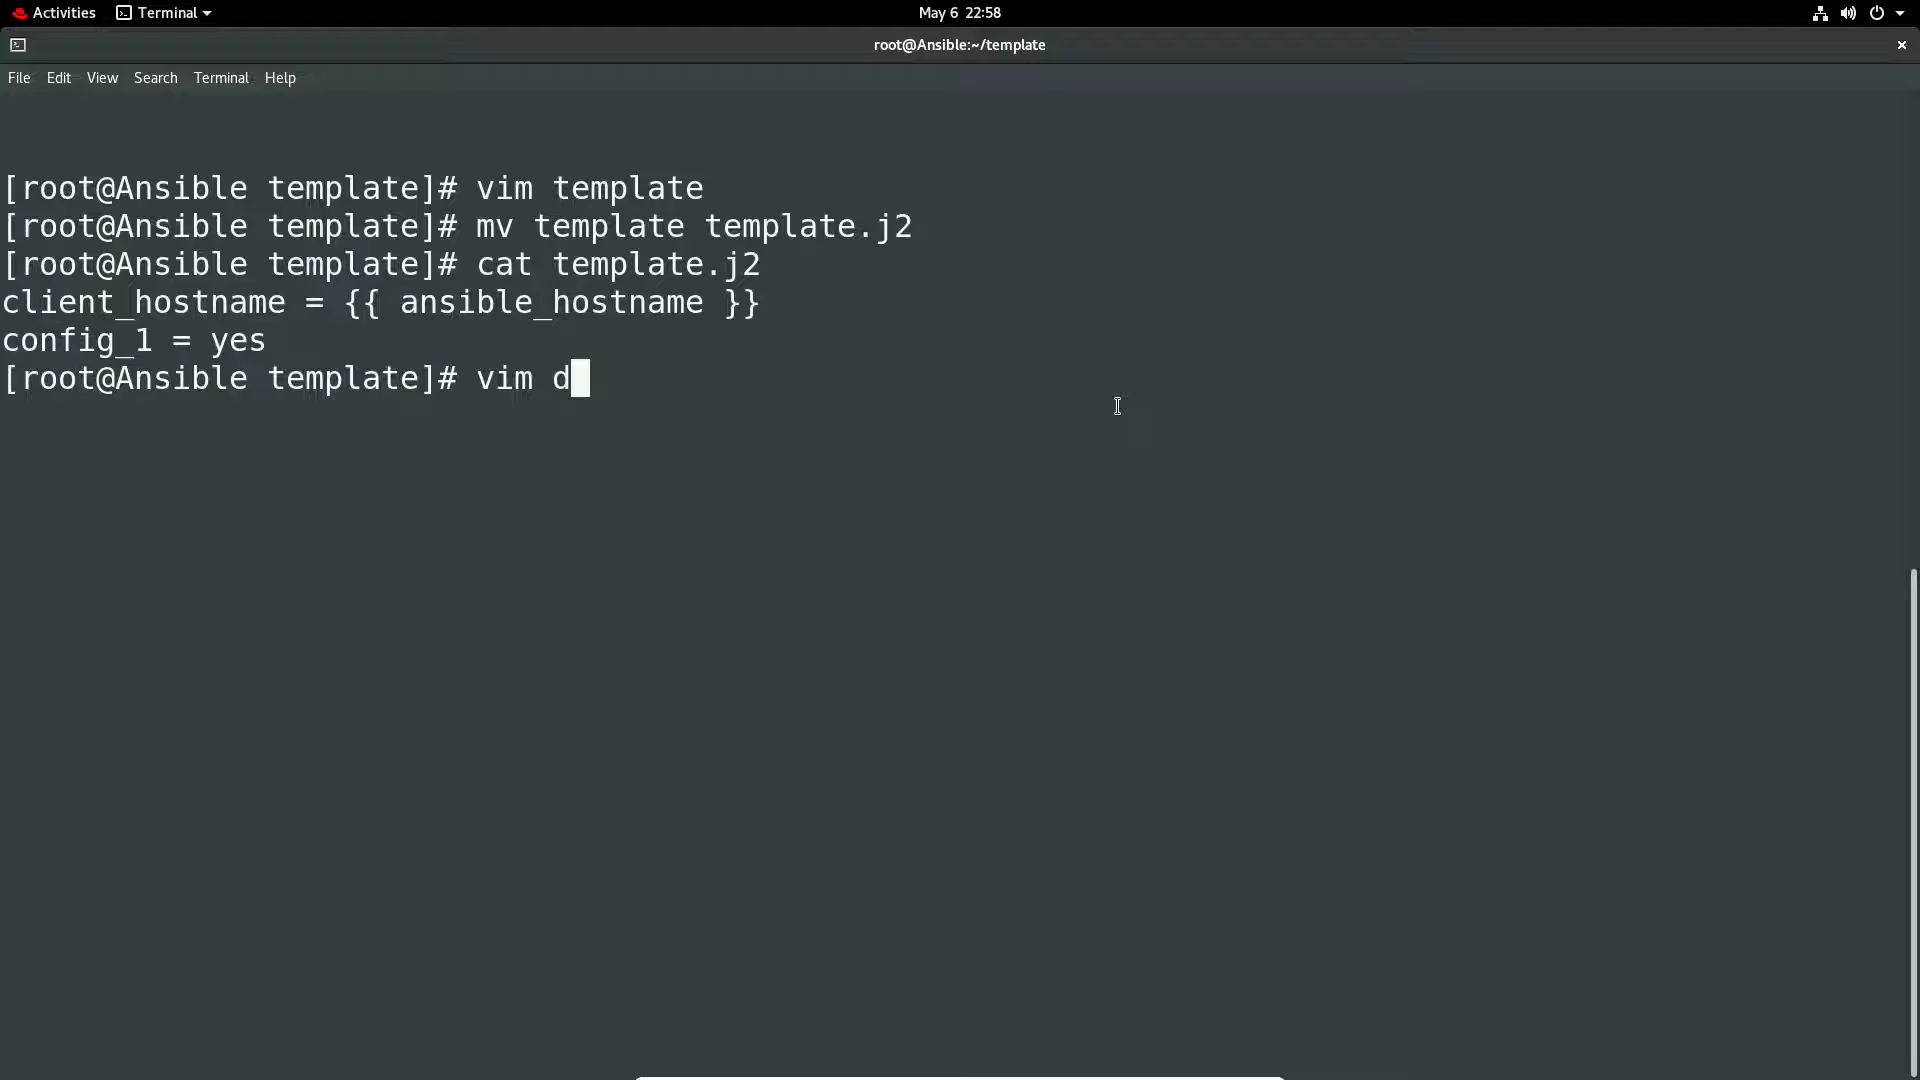 Activities Terminal May 6 22:58
root@Ansible:~/template
File Edit View Search Terminal Help
[root@Ansible template]# vim template
[root@Ansible template]# mv template template.j2
[root@Ansible template]# cat template.j2
client_hostname = {{ ansible_hostname }}
config_1 = yes
[root@Ansible template]# vim d